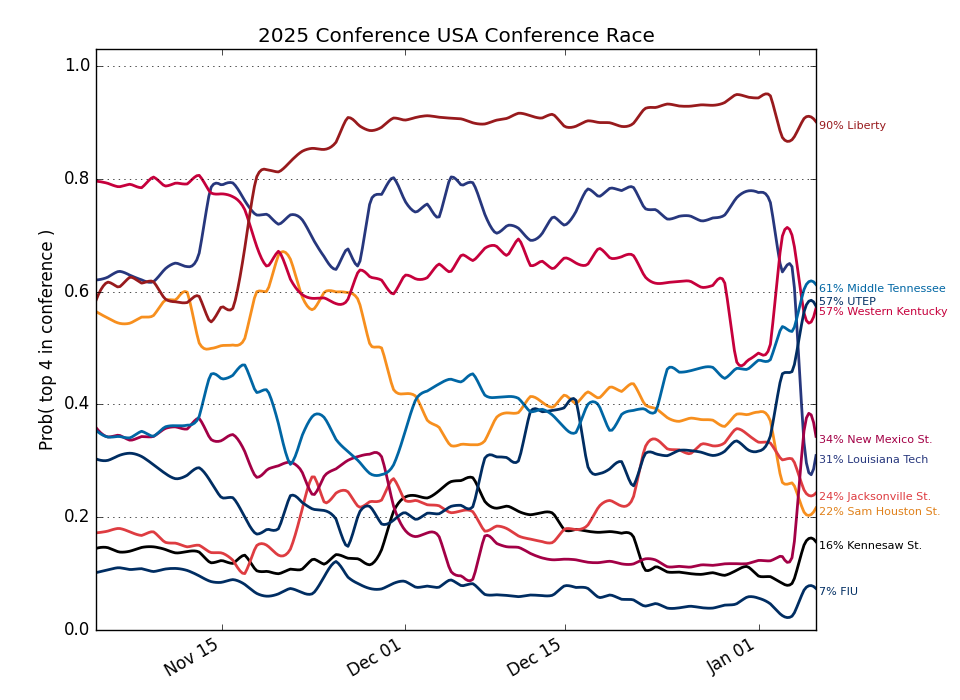 2025 Conference USA Conference Race
Prob( top 4 in conference )
1.0
0.8
0.6
0.4
0.2
0.0
Nov 15
Dec 01
Dec 15
Jan 01
90% Liberty
61% Middle Tennessee
57% UTEP
57% Western Kentucky
34% New Mexico St.
31% Louisiana Tech
24% Jacksonville St.
22% Sam Houston St.
16% Kennesaw St.
7% FIU